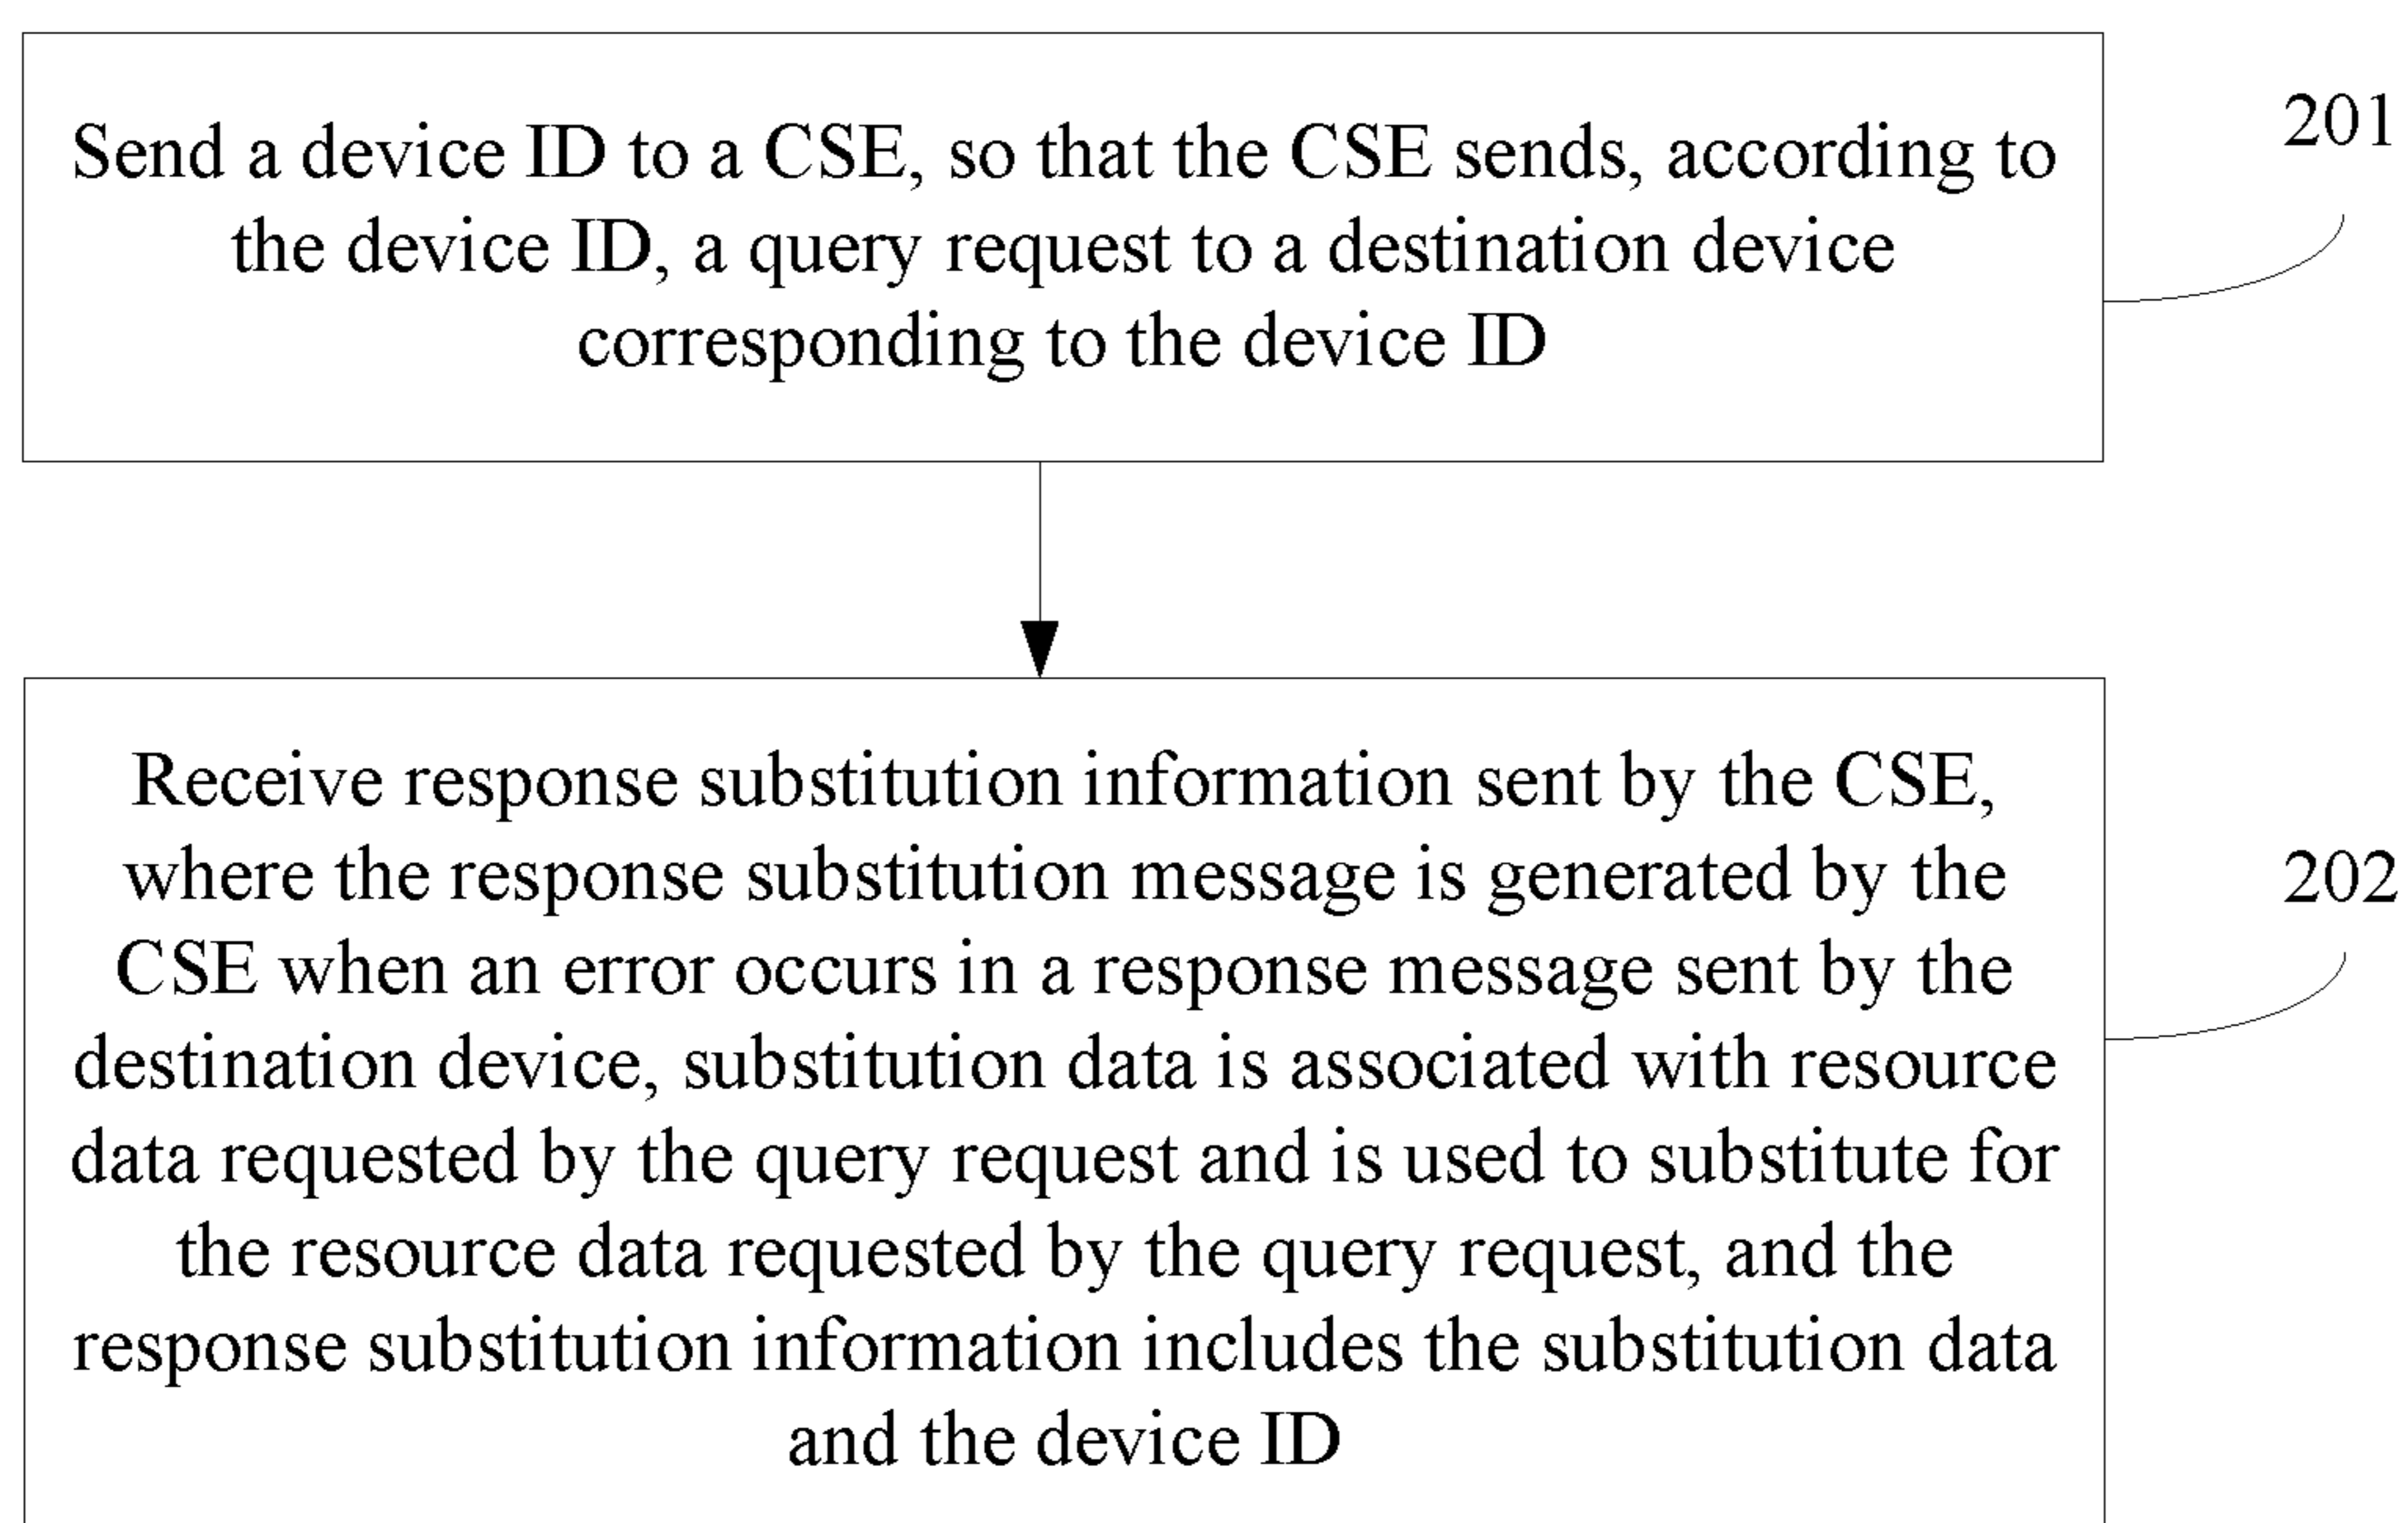 Send a device ID to a CSE, so that the CSE sends, according to
the device ID, a query request to a destination device
corresponding to the device ID
201
Receive response substitution information sent by the CSE,
where the response substitution message is generated by the
CSE when an error occurs in a response message sent by the
destination device, substitution data is associated with resource
data requested by the query request and is used to substitute for
the resource data requested by the query request, and the
response substitution information includes the substitution data
and the device ID
202